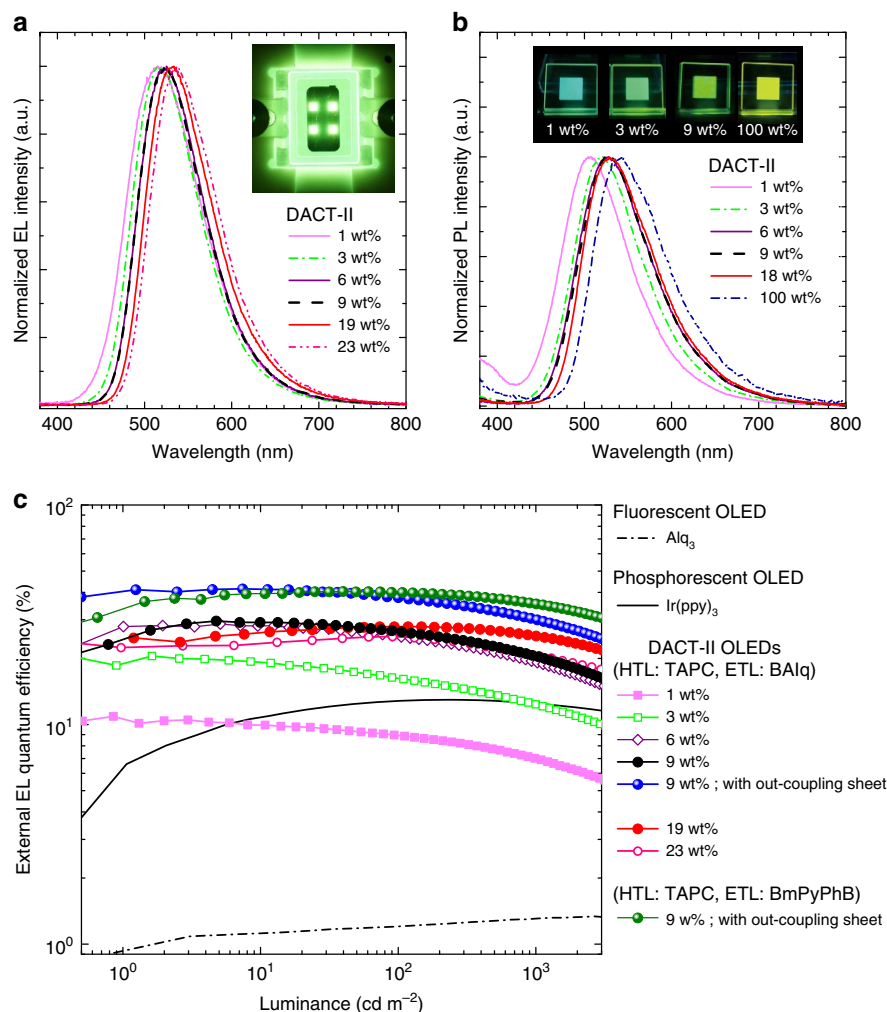 a
Normalized EL intensity (a.u.)
DACT-II
1 wt%
3 wt%
6 wt%
9 wt%
19 wt%
23 wt%
400
500
600
700
800
Wavelength (nm)
b
Normalized PL intensity (a.u.)
1 wt%
3 wt%
9 wt%
100 wt%
DACT-II
1 wt%
3 wt%
6 wt%
9 wt%
18 wt%
100 wt%
400
500
600
700
800
Wavelength (nm)
c
External EL quantum efficiency (%)
10²
10¹
10⁰
10⁰
10¹
10²
10³
Luminance (cd m⁻²)
Fluorescent OLED
Alq₃
Phosphorescent OLED
Ir(ppy)₃
DACT-II OLEDs
(HTL: TAPC, ETL: BAlq)
1 wt%
3 wt%
6 wt%
9 wt%
9 wt% ; with out-coupling sheet
19 wt%
23 wt%
(HTL: TAPC, ETL: BmPyPhB)
9 w% ; with out-coupling sheet